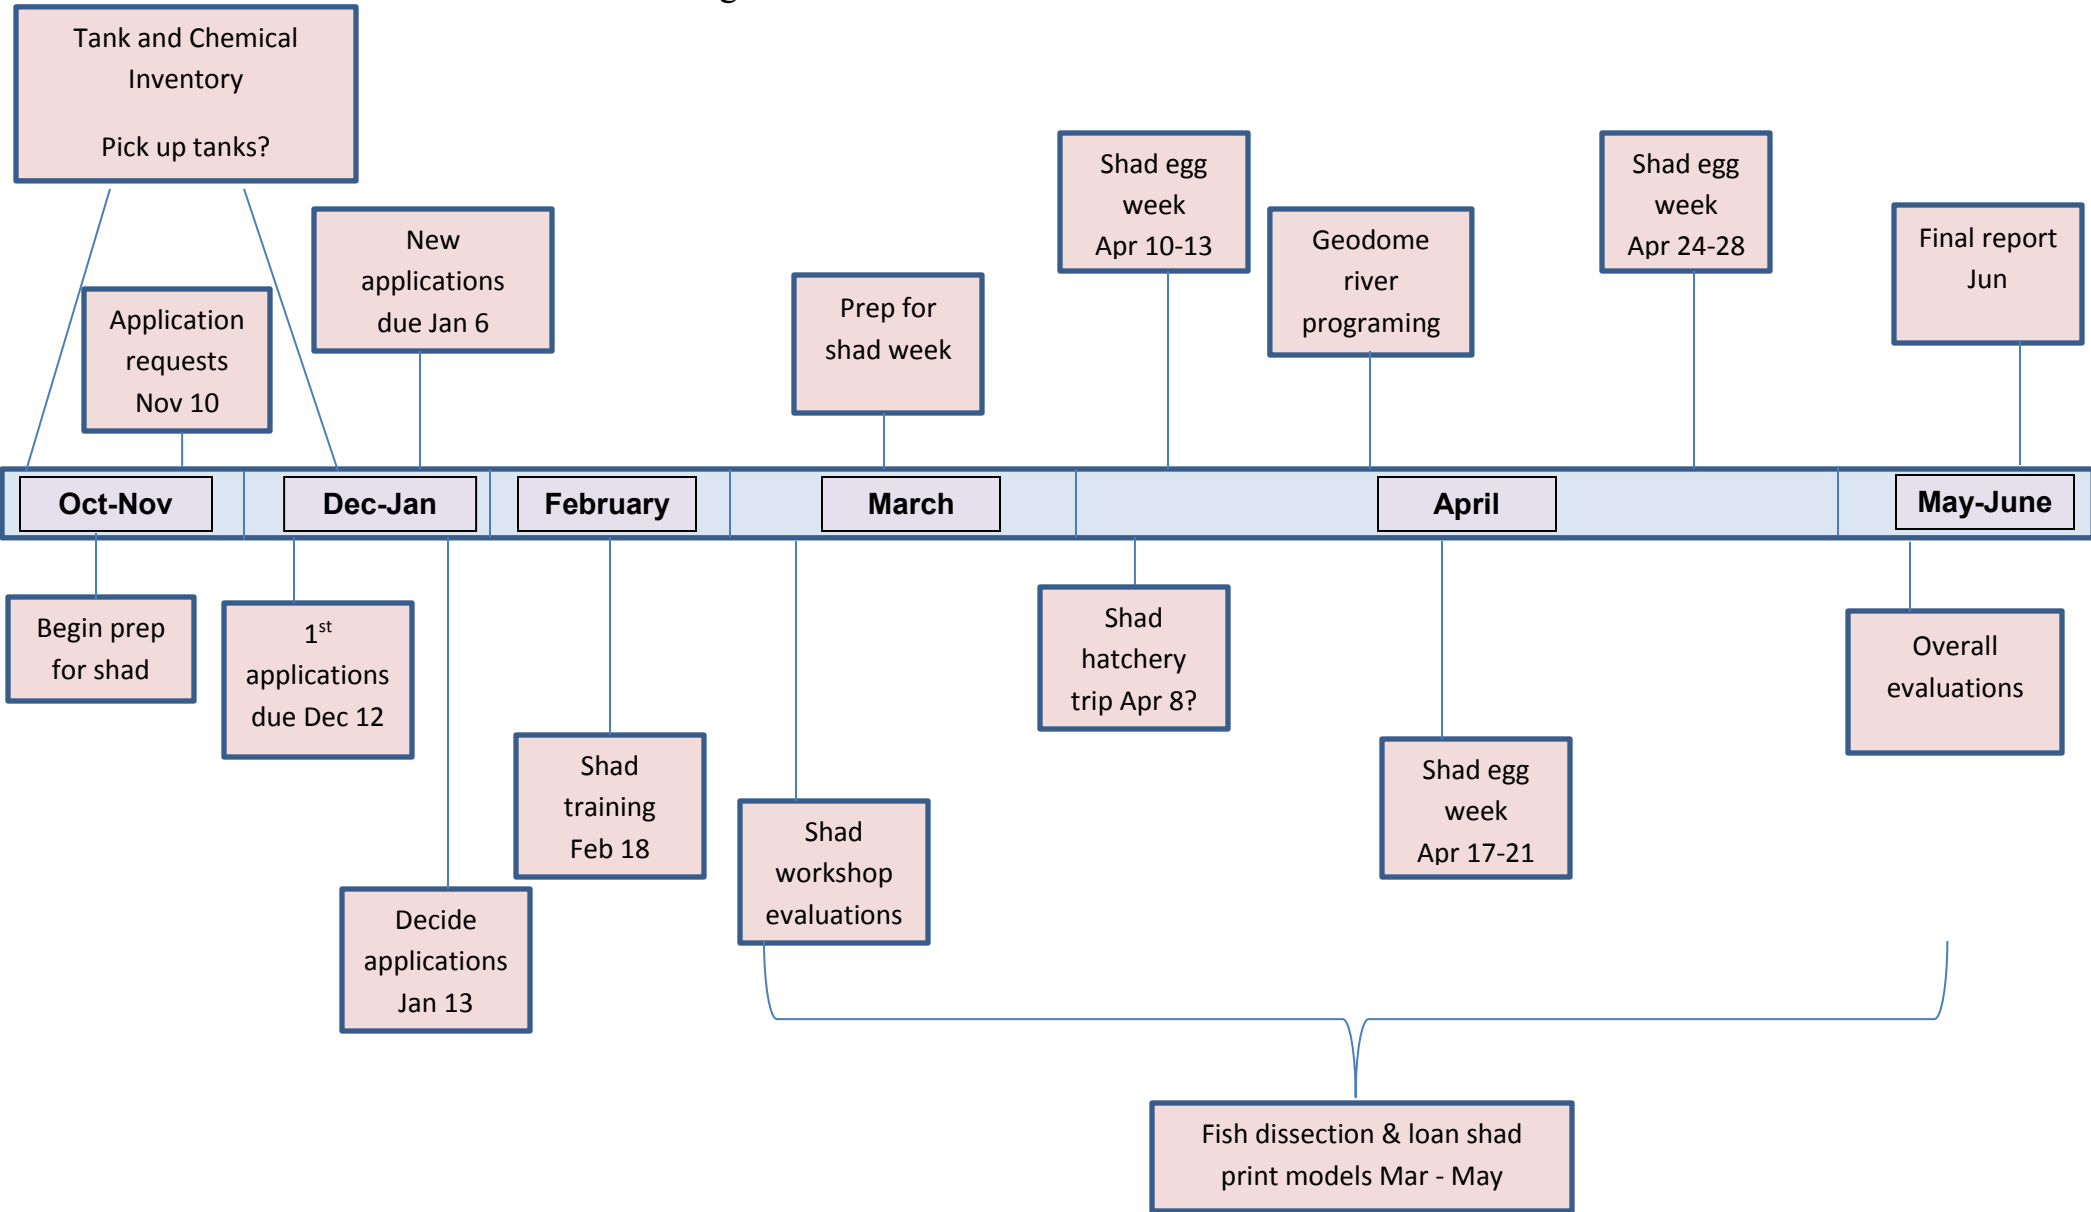 Tank and Chemical
Inventory
Pick up tanks?
Application
requests
Nov 10
New
applications
due Jan 6
Prep for
shad week
Shad egg
week
Apr 10-13
Geodome
river
programing
Shad egg
week
Apr 24-28
Final report
Jun
Oct-Nov
Dec-Jan
February
March
April
May-June
Begin prep
for shad
1st
applications
due Dec 12
Decide
applications
Jan 13
Shad
training
Feb 18
Shad
workshop
evaluations
Shad
hatchery
trip Apr 8?
Shad egg
week
Apr 17-21
Overall
evaluations
Fish dissection & loan shad
print models Mar - May